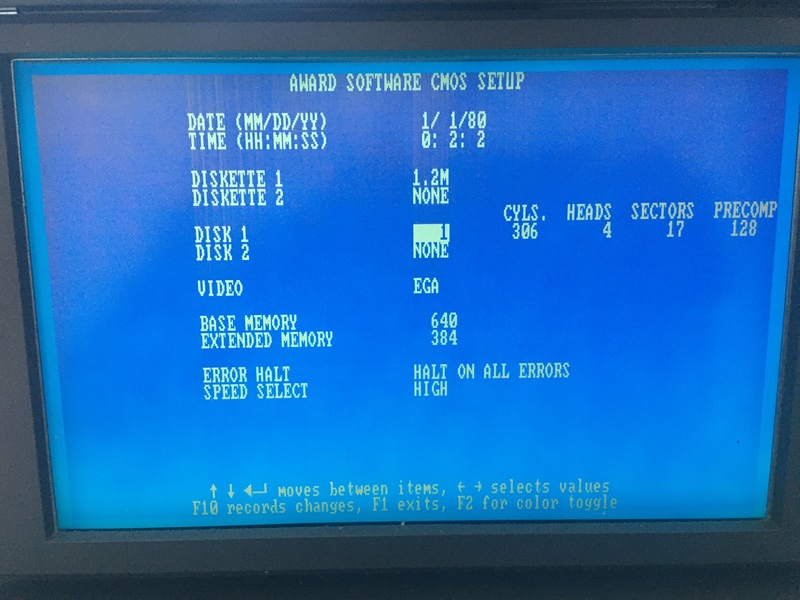 AWARD SOFTWARE CMOS SETUP
DATE (MM/DD/YY) 1/ 1/80
TIME (HH:MM:SS) 0: 2: 2
DISKETTE 1 1.2M
DISKETTE 2 NONE
CYLS. HEADS SECTORS PRECOMP
DISK 1 1 306 4 17 128
DISK 2 NONE
VIDEO EGA
BASE MEMORY 640
EXTENDED MEMORY 384
ERROR HALT HALT ON ALL ERRORS
SPEED SELECT HIGH
↑ ↓ ◄┘ moves between items, ← → selects values
F10 records changes, F1 exits, F2 for color toggle